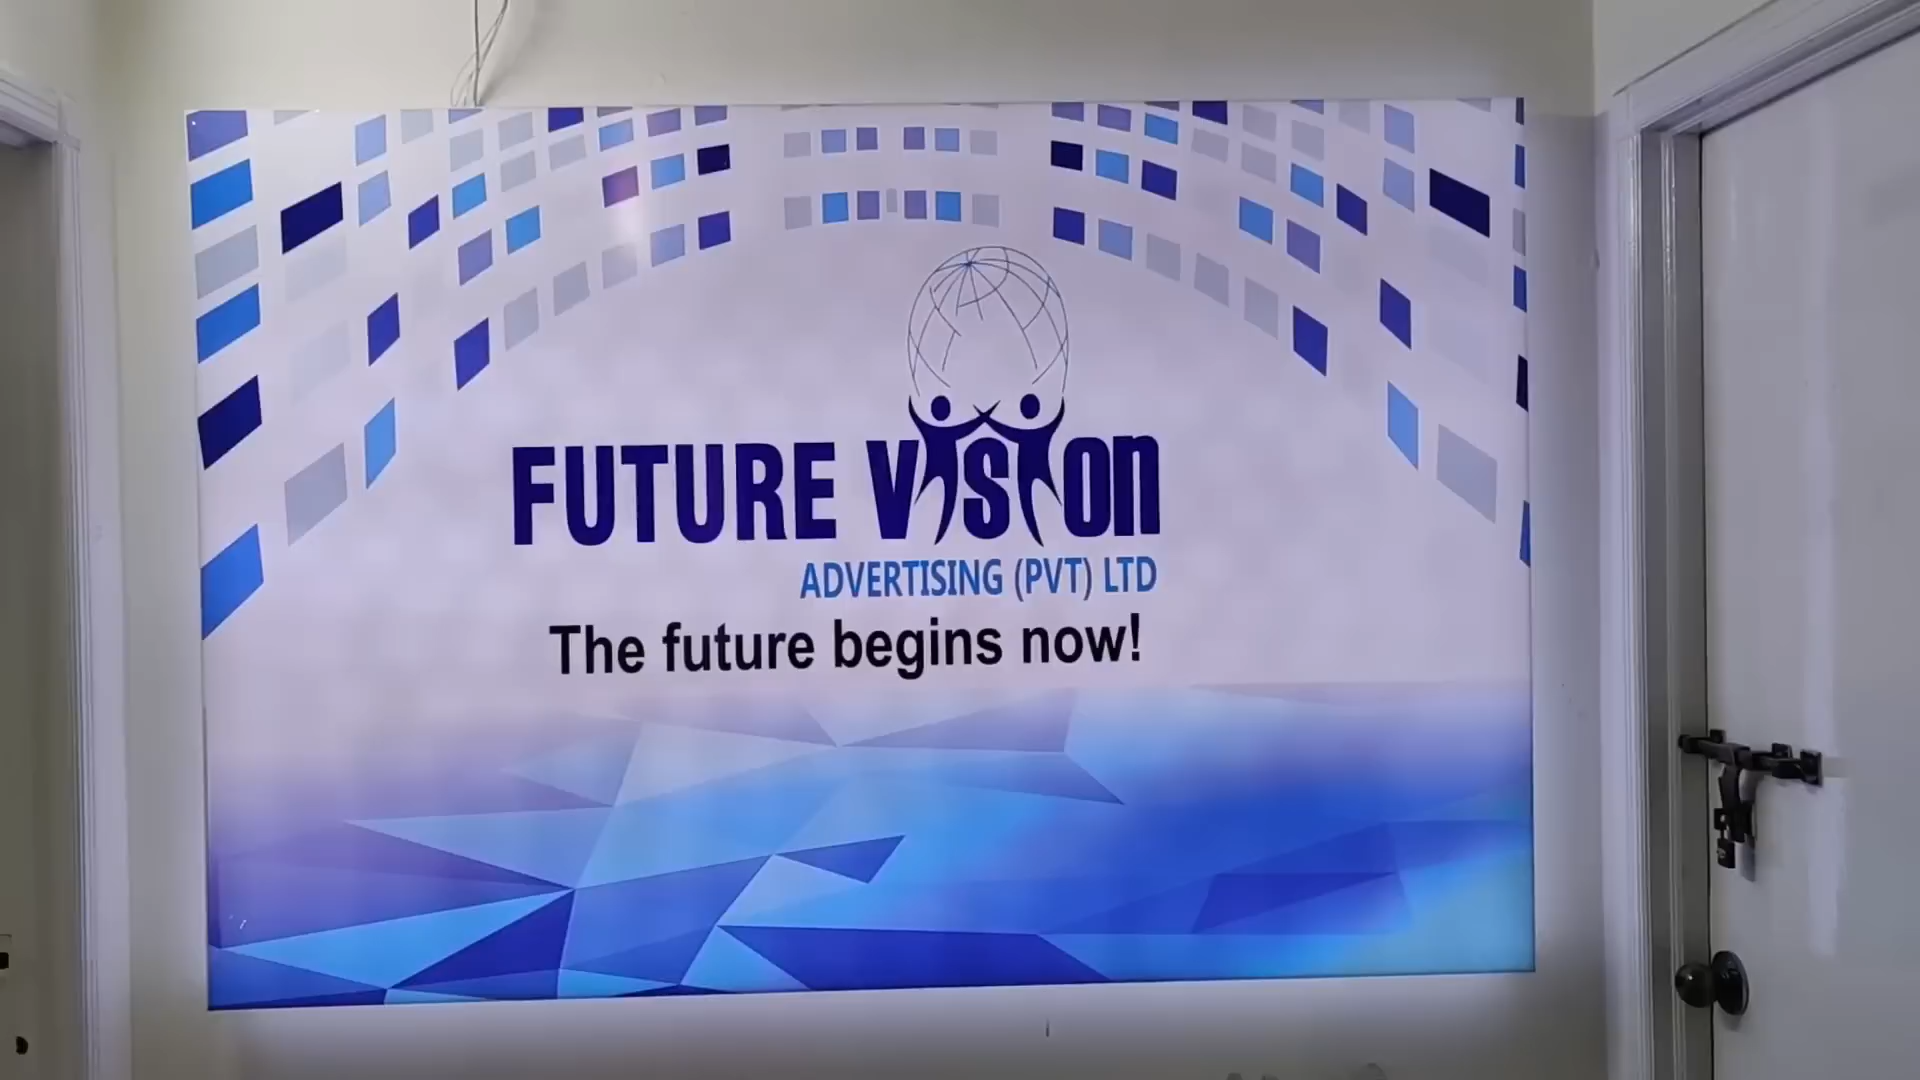 FUTURE VISIon
ADVERTISING (PVT) LTD
The future begins now!